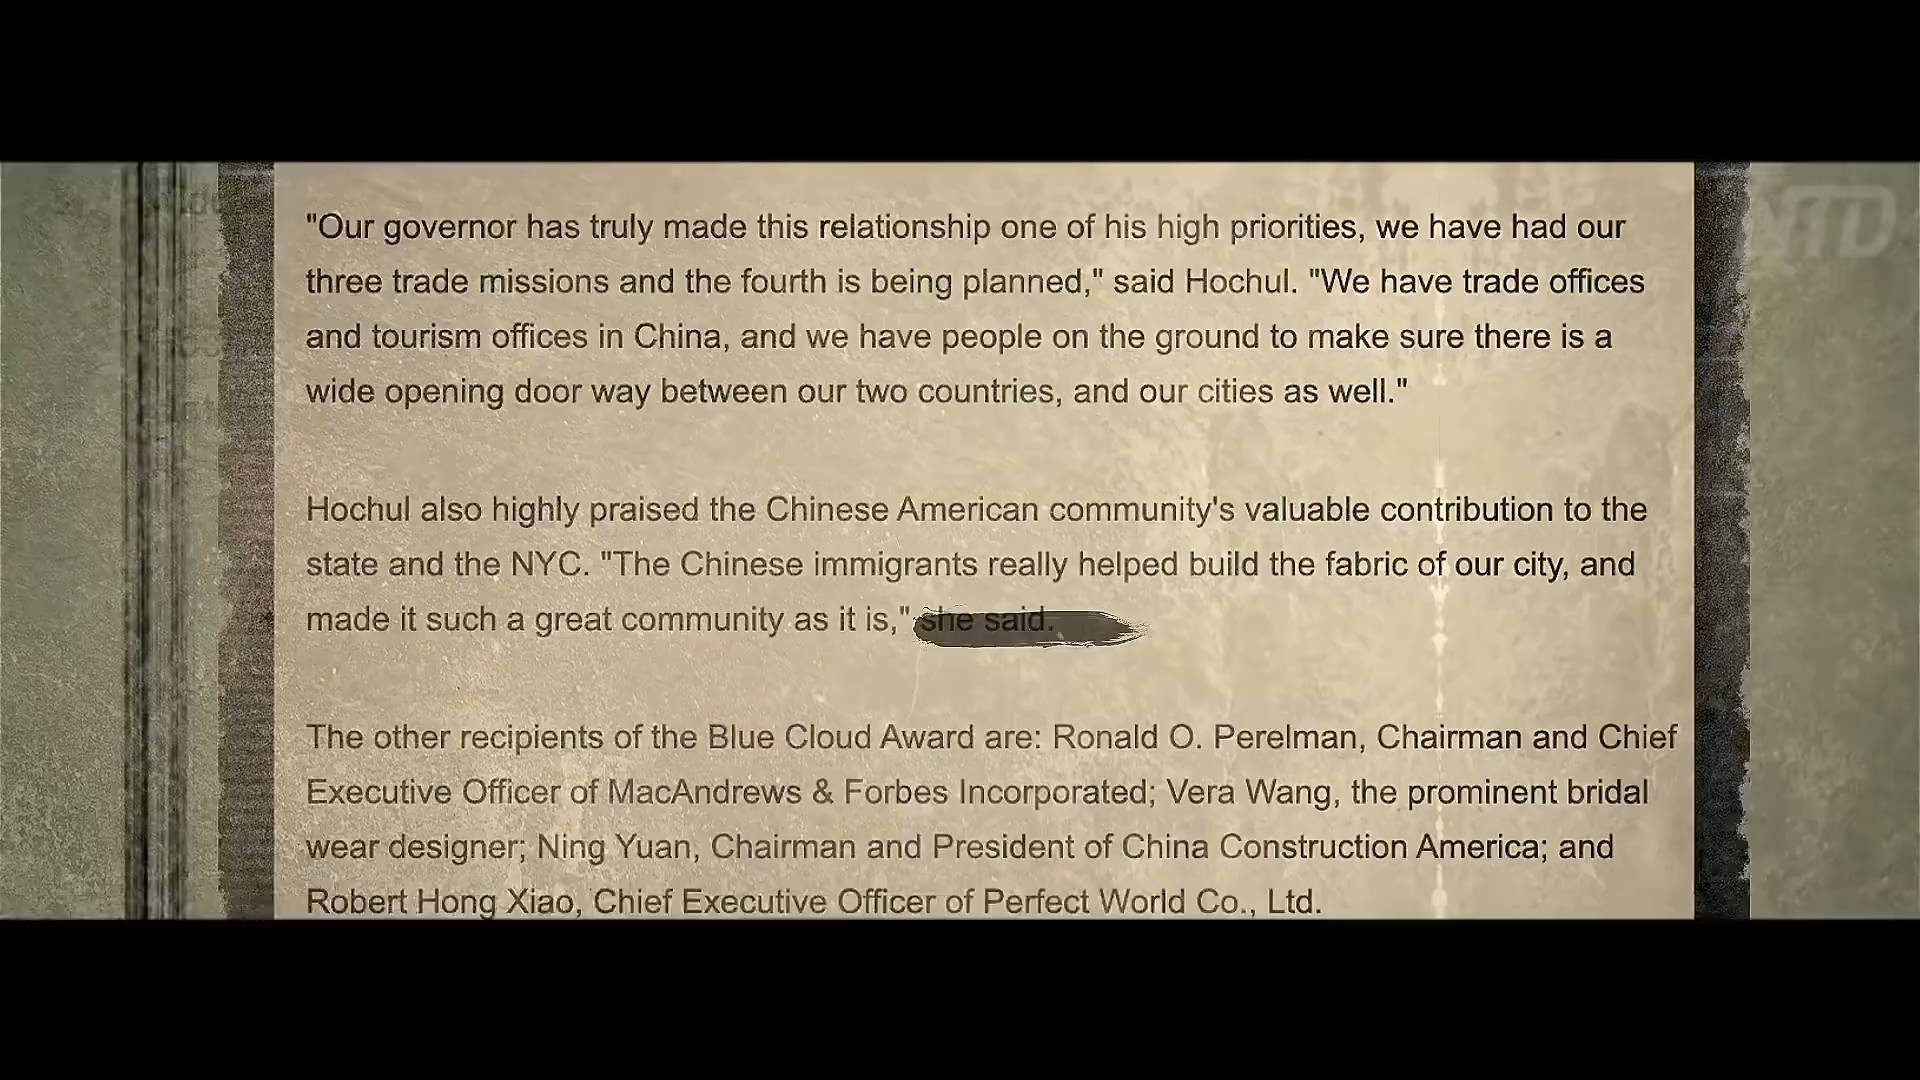 "Our governor has truly made this relationship one of his high priorities, we have had our
three trade missions and the fourth is being planned," said Hochul. "We have trade offices
and tourism offices in China, and we have people on the ground to make sure there is a
wide opening door way between our two countries, and our cities as well."
Hochul also highly praised the Chinese American community's valuable contribution to the
state and the NYC. "The Chinese immigrants really helped build the fabric of our city, and
made it such a great community as it is," she said.
The other recipients of the Blue Cloud Award are: Ronald O. Perelman, Chairman and Chief
Executive Officer of MacAndrews & Forbes Incorporated; Vera Wang, the prominent bridal
wear designer; Ning Yuan, Chairman and President of China Construction America; and
Robert Hong Xiao, Chief Executive Officer of Perfect World Co., Ltd.